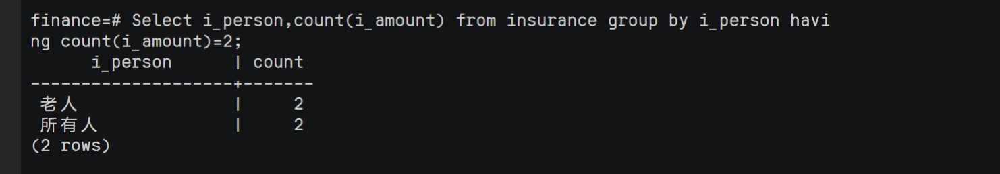 finance=# Select i_person,count(i_amount) from insurance group by i_person havi
ng count(i_amount)=2;
      i_person      | count
--------------------+-------
 老人               |     2
 所有人             |     2
(2 rows)